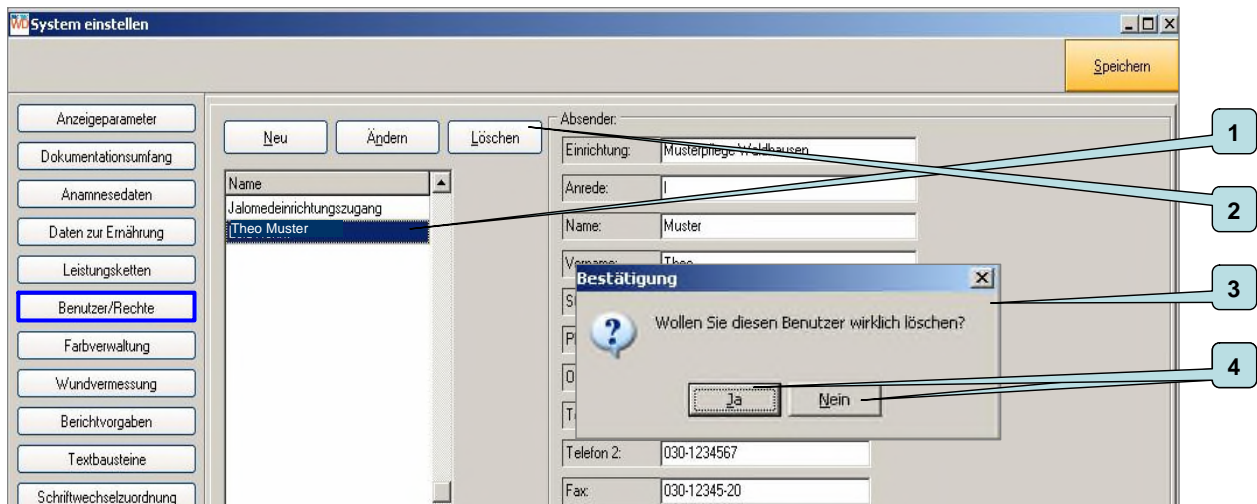 WD System einstellen
Speichern
Anzeigeparameter
Dokumentationsumfang
Anamnesedaten
Daten zur Ernährung
Leistungsketten
Benutzer/Rechte
Farbverwaltung
Wundvermessung
Berichtvorgaben
Textbausteine
Schriftwechselzuordnung
Neu
Ändern
Löschen
Name
Jalomedeinrichtungszugang
Theo Muster
Absender:
Einrichtung: Musterpflege Waldhausen
Anrede:
Name: Muster
Vorname: Theo
Telefon 2: 030-1234567
Fax: 030-12345-20
Bestätigung
Wollen Sie diesen Benutzer wirklich löschen?
Ja
Nein
1
2
3
4